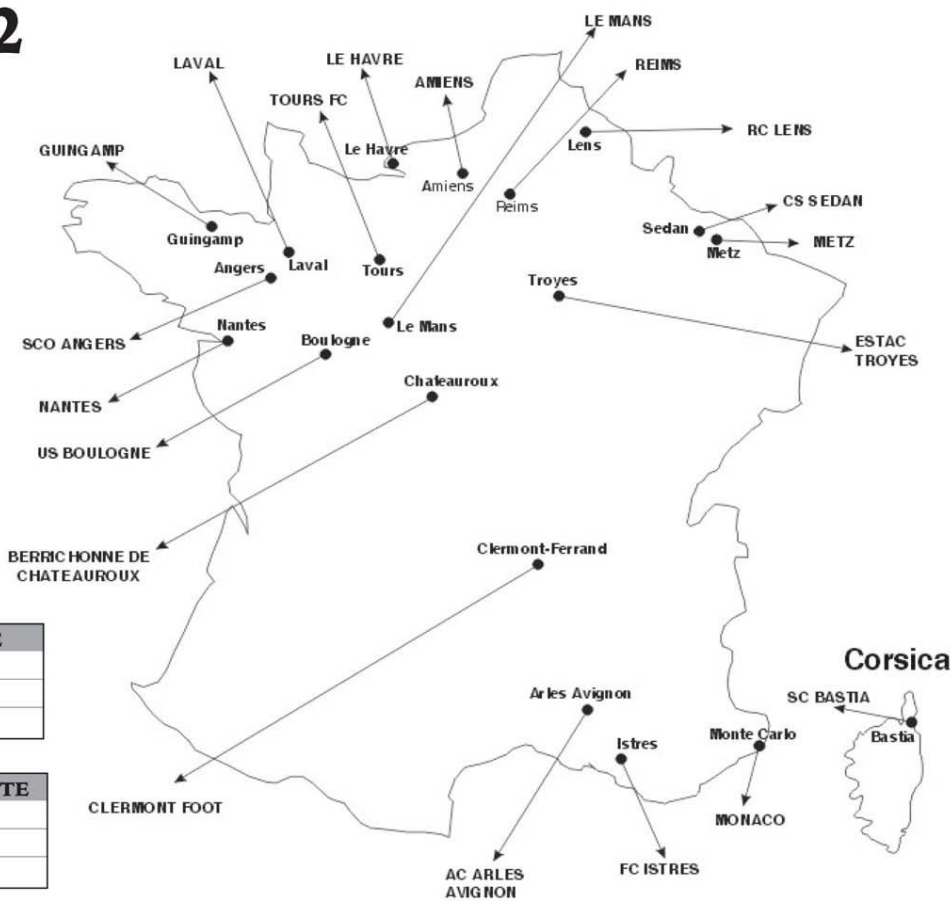 2
LE MANS
LAVAL
LE HAVRE
REIMS
AMIENS
TOURS FC
RC LENS
Lens
GUINGAMP
Le Havre
Amiens
Reims
CS SEDAN
Sedan
METZ
Metz
Guingamp
Laval
Angers
Tours
Troyes
Nantes
Le Mans
Boulogne
SCO ANGERS
ESTAC
TROYES
Chateauroux
NANTES
US BOULOGNE
BERRICHONNE DE
CHATEAUROUX
Clermont-Ferrand
Corsica
SC BASTIA
Bastia
Arles Avignon
Istres
Monte Carlo
TE
CLERMONT FOOT
MONACO
AC ARLES
AVIGNON
FC ISTRES